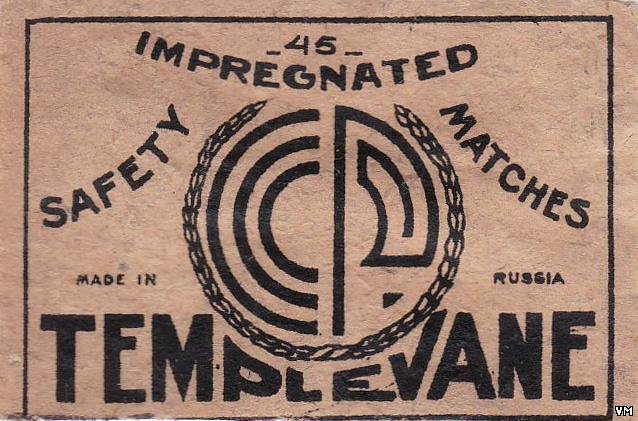 -45-
IMPREGNATED
SAFETY
MATCHES
MADE IN
RUSSIA
TEMPLEVANE
VM